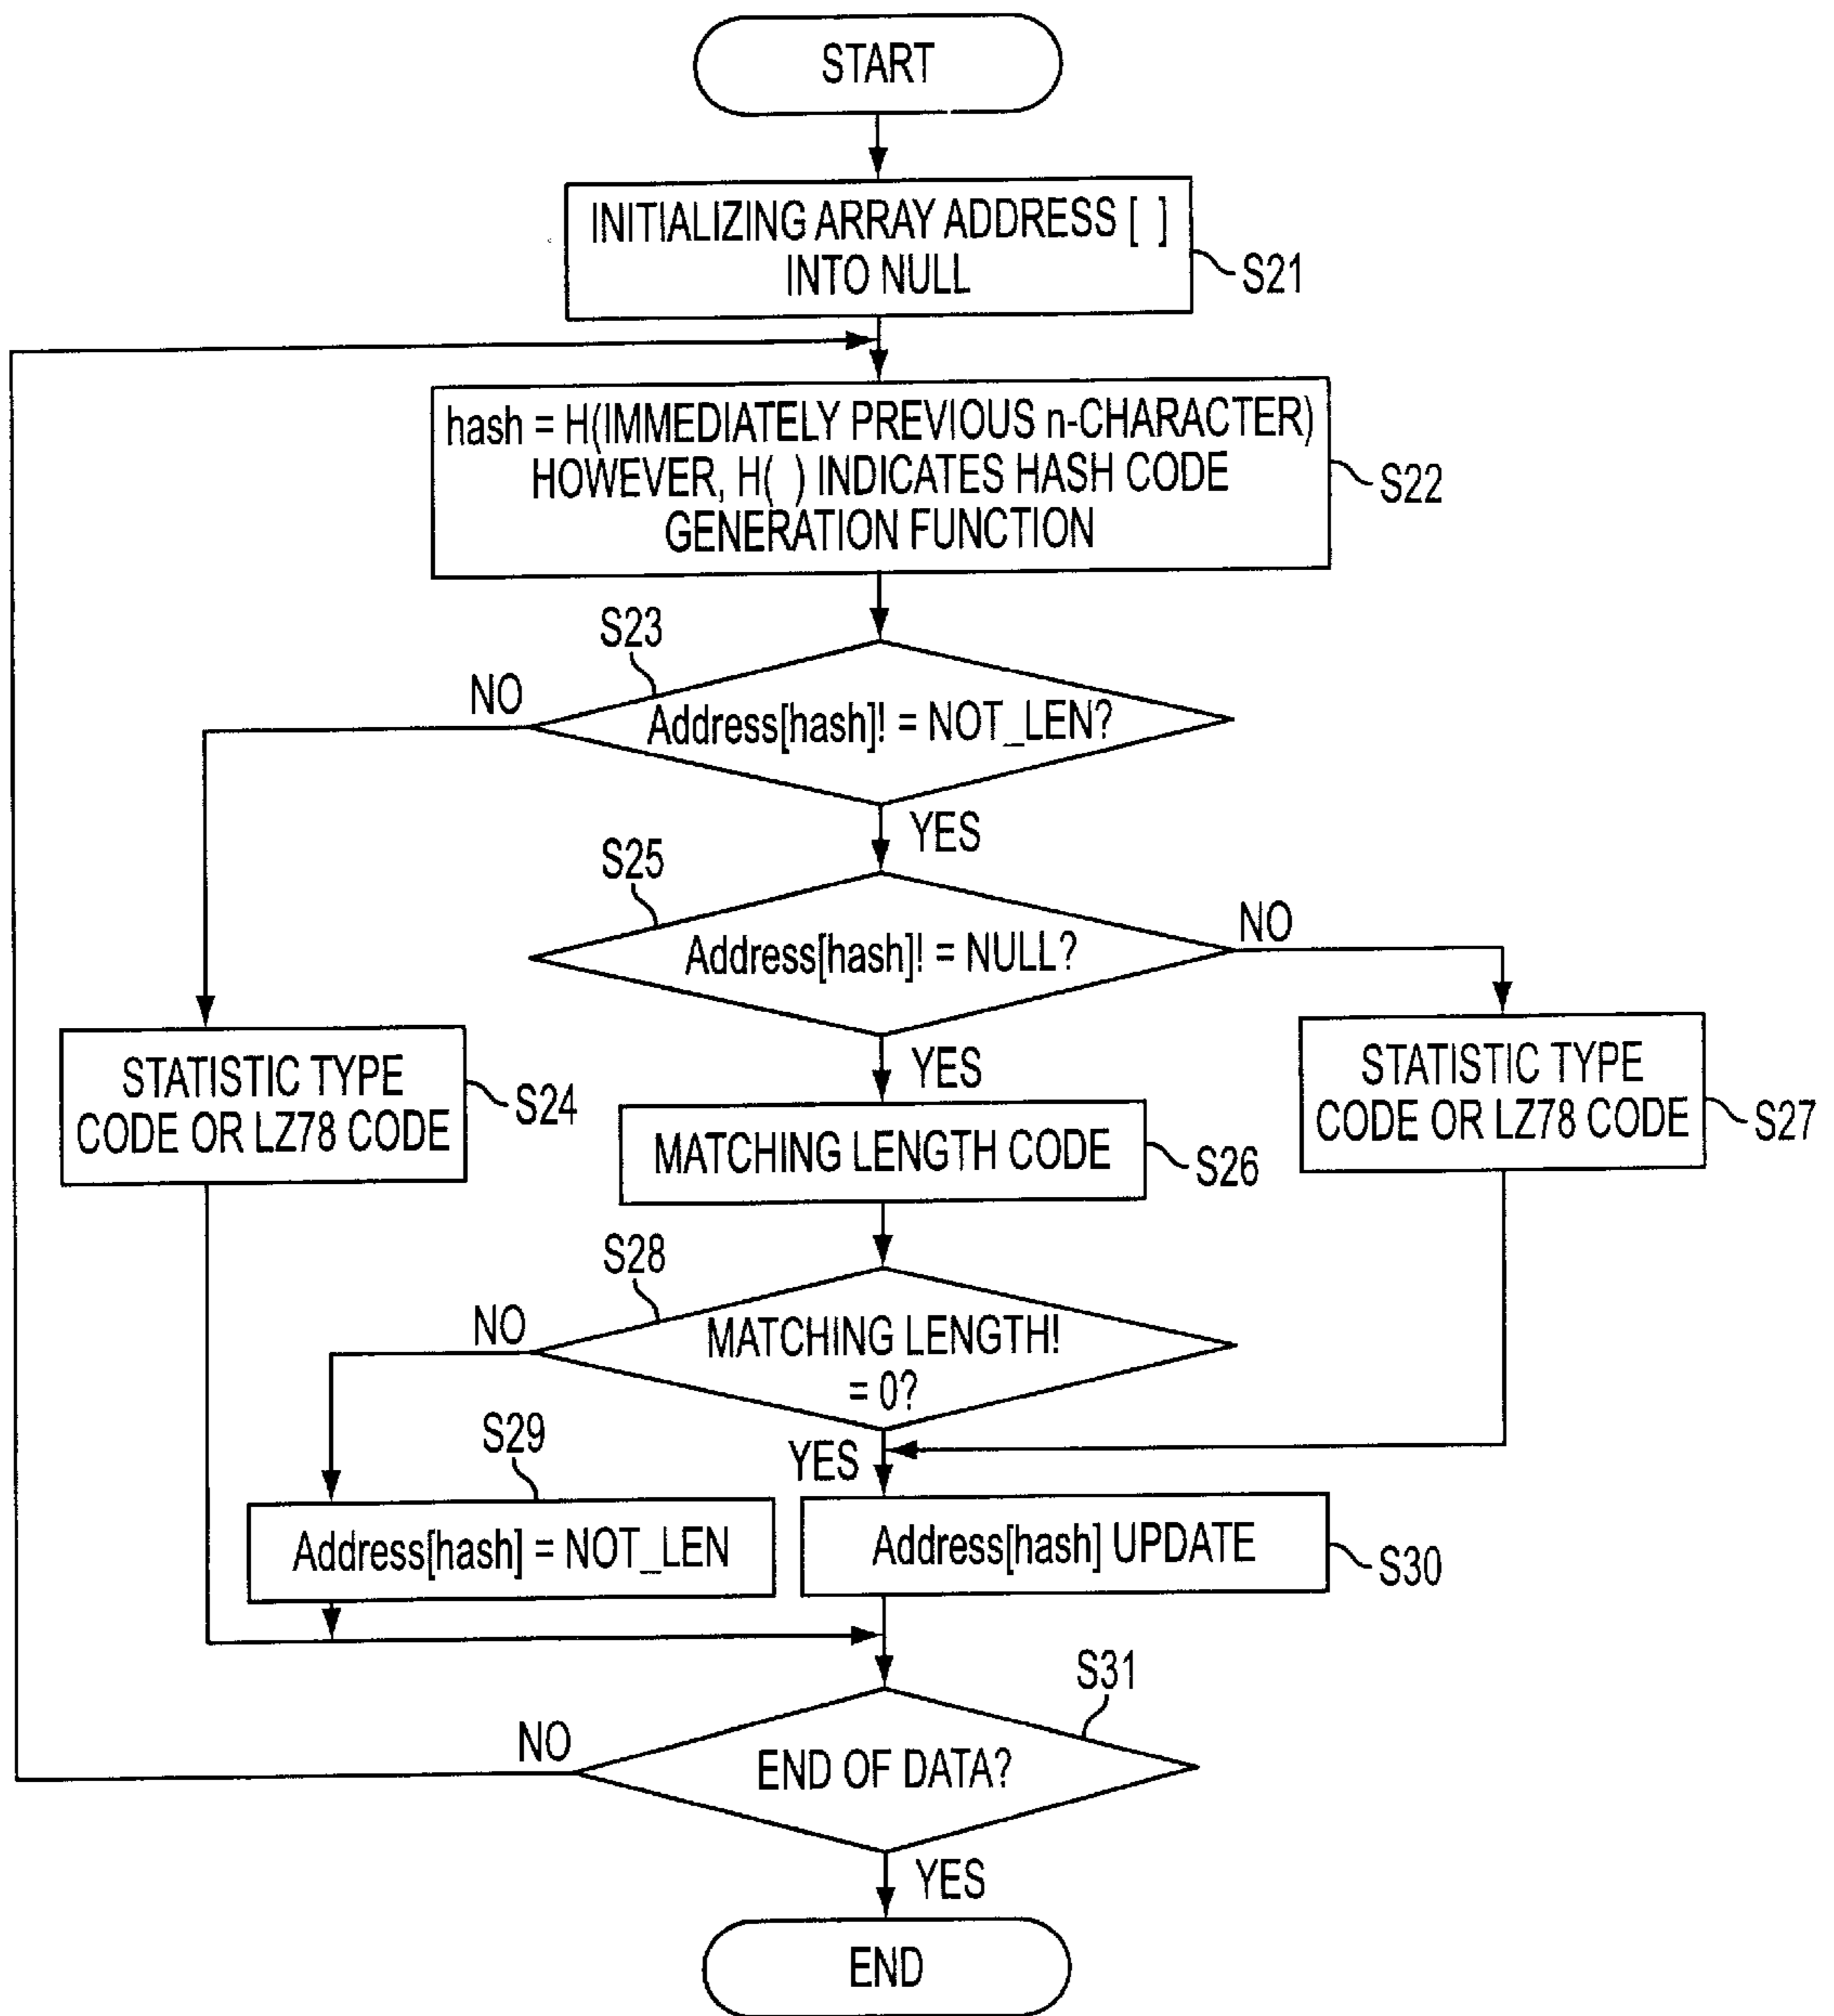 START
INITIALIZING ARRAY ADDRESS [ ]
INTO NULL
S21
hash = H(IMMEDIATELY PREVIOUS n-CHARACTER)
HOWEVER, H( ) INDICATES HASH CODE
GENERATION FUNCTION
S22
S23
NO
Address[hash]! = NOT_LEN?
YES
S25
NO
Address[hash]! = NULL?
YES
STATISTIC TYPE
CODE OR LZ78 CODE
S24
MATCHING LENGTH CODE
S26
STATISTIC TYPE
CODE OR LZ78 CODE
S27
S28
NO
MATCHING LENGTH!
= 0?
YES
S29
Address[hash] = NOT_LEN
Address[hash] UPDATE
S30
S31
NO
END OF DATA?
YES
END